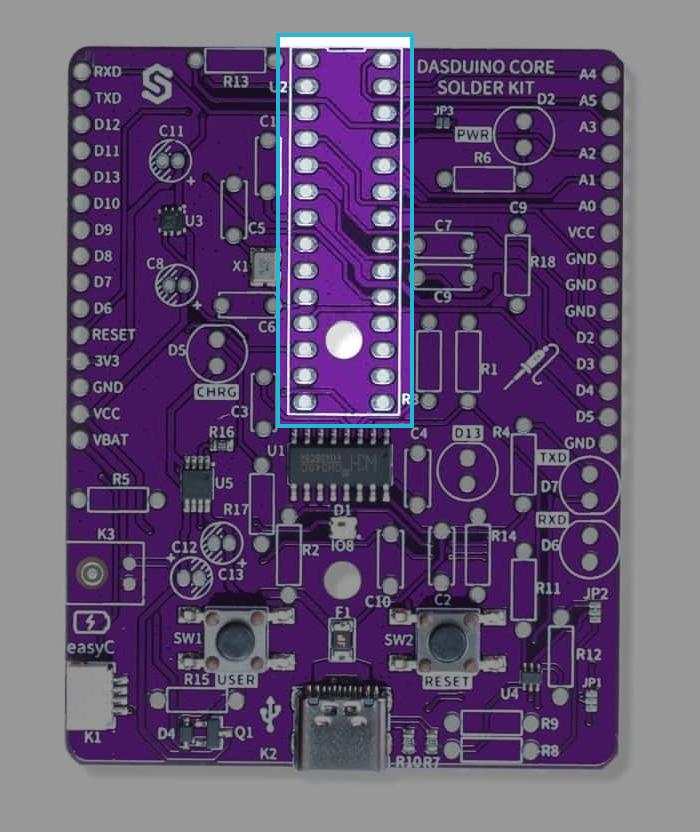 DASDUINO CORE
SOLDER KIT
RXD
TXD
D12
D11
D13
D10
D9
D8
D7
D6
RESET
3V3
GND
VCC
VBAT
R13
U2
C1
C11
U3
C5
X1
C8
C6
D5
CHRG
C3
R16
U1
R5
U5
R17
K3
C12
C13
R2
D1
IO8
C10
F1
SW1
USER
easyC
K1
R15
D4
Q1
K2
A4
A5
A3
A2
A1
A0
VCC
GND
GND
GND
D2
D3
D4
D5
GND
JP3
PWR
D2
R6
C7
C9
C9
R18
R3
R1
C4
D13
R4
TXD
D7
RXD
D6
R14
C2
R11
JP2
SW2
RESET
R12
U4
JP1
R9
R8
R10
R7
CH340C